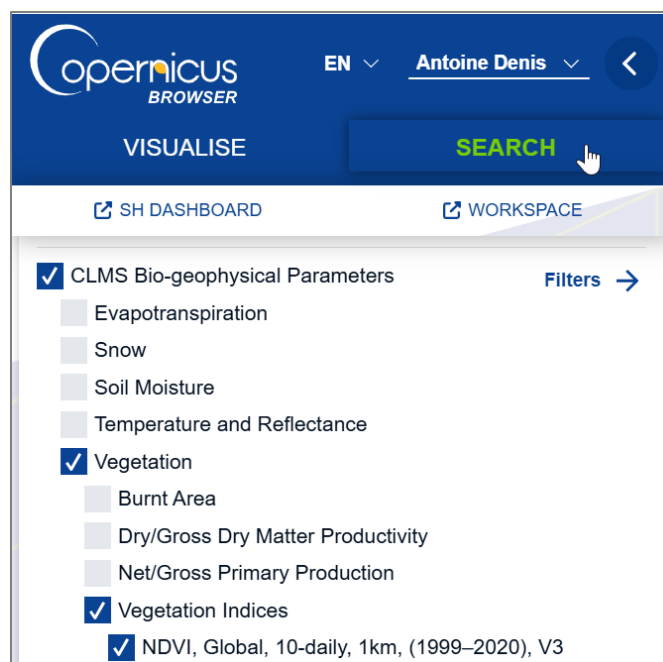 opernicus
BROWSER
EN
Antoine Denis
VISUALISE
SEARCH
SH DASHBOARD
WORKSPACE
CLMS Bio-geophysical Parameters
Filters
Evapotranspiration
Snow
Soil Moisture
Temperature and Reflectance
Vegetation
Burnt Area
Dry/Gross Dry Matter Productivity
Net/Gross Primary Production
Vegetation Indices
NDVI, Global, 10-daily, 1km, (1999–2020), V3